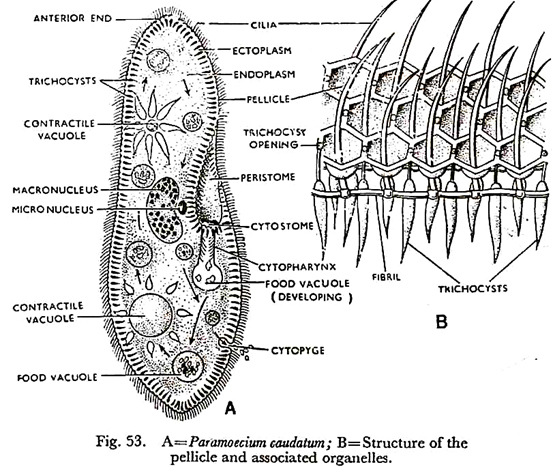 ANTERIOR END
CILIA
ECTOPLASM
TRICHOCYSTS
ENDOPLASM
PELLICLE
CONTRACTILE
VACUOLE
TRICHOCYST
OPENING
PERISTOME
MACRONUCLEUS
MICRONUCLEUS
CYTOSTOME
CYTOPHARYNX
FIBRIL
FOOD VACUOLE
(DEVELOPING)
TRICHOCYSTS
CONTRACTILE
VACUOLE
B
CYTOPYGE
FOOD VACUOLE
A
Fig. 53. A=Paramoecium caudatum; B=Structure of the
pellicle and associated organelles.